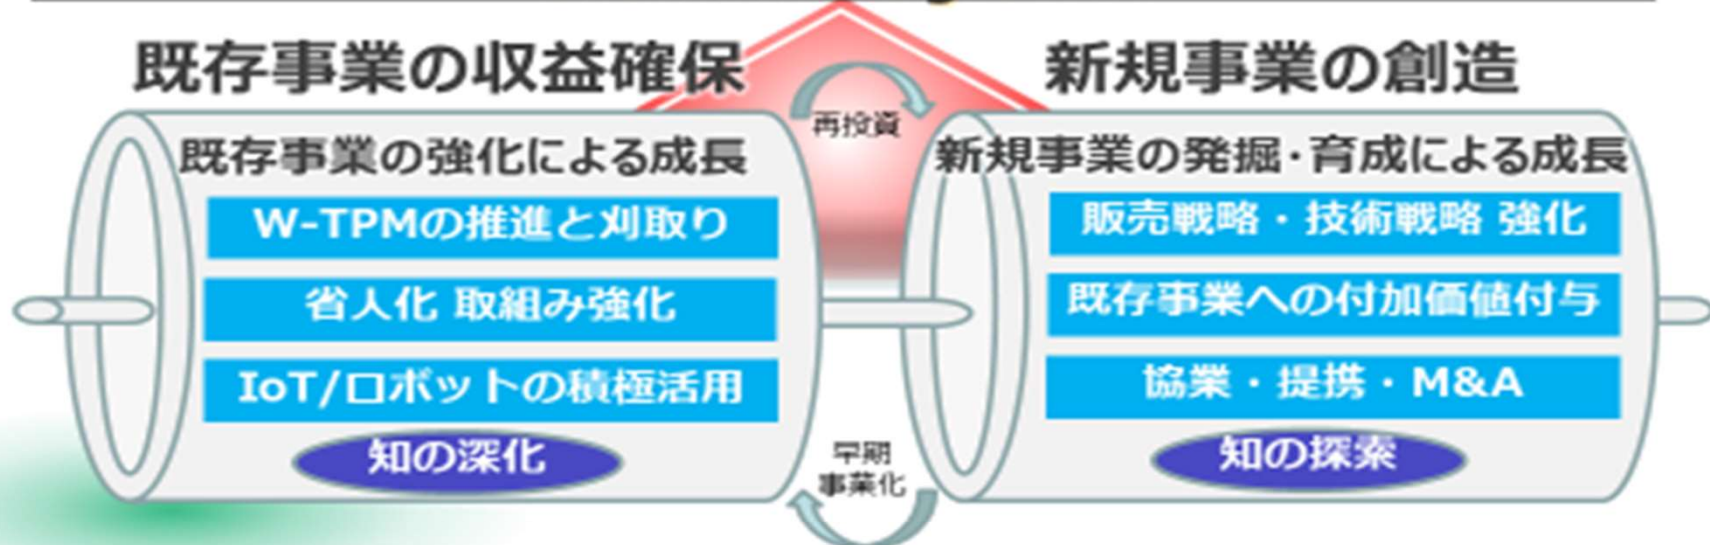 既存事業の収益確保
既存事業の強化による成長
W-TPMの推進と刈取り
省人化 取組み強化
IoT/ロボットの積極活用
知の深化
再投資
早期
事業化
新規事業の創造
新規事業の発掘・育成による成長
販売戦略・技術戦略 強化
既存事業への付加価値付与
協業・提携・M&A
知の探索